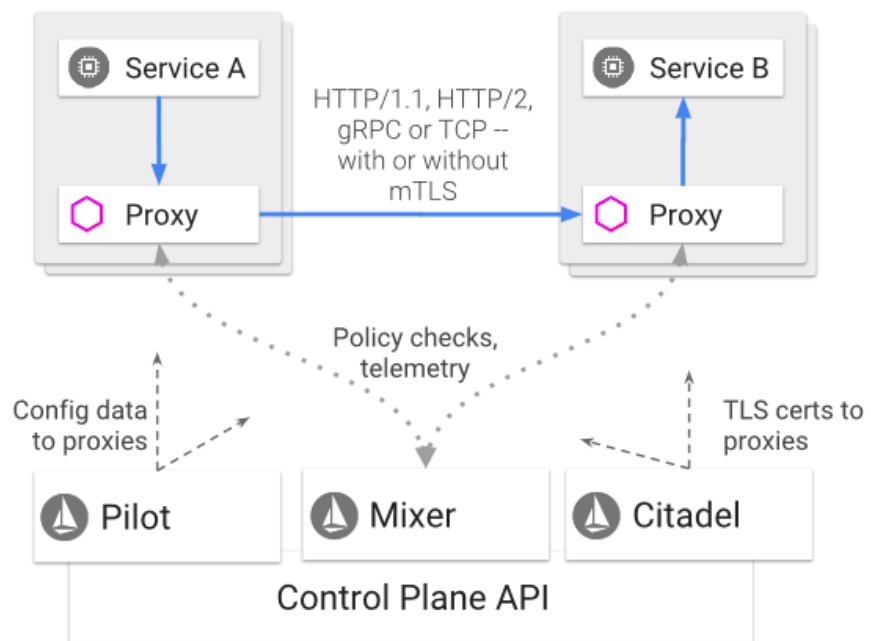 Service A
Service B
HTTP/1.1, HTTP/2,
gRPC or TCP --
with or without
mTLS
Proxy
Proxy
Policy checks,
telemetry
Config data
to proxies
TLS certs to
proxies
Pilot
Mixer
Citadel
Control Plane API